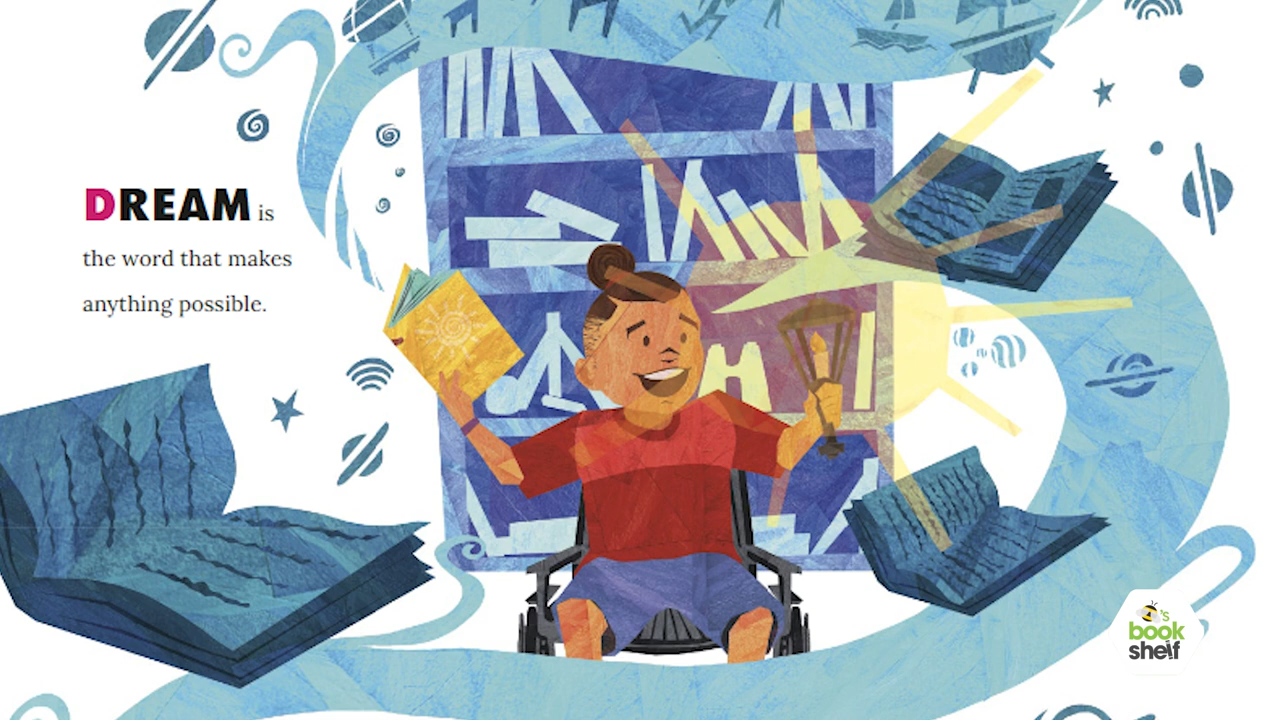 DREAM is
the word that makes
anything possible.
's
book
shelf